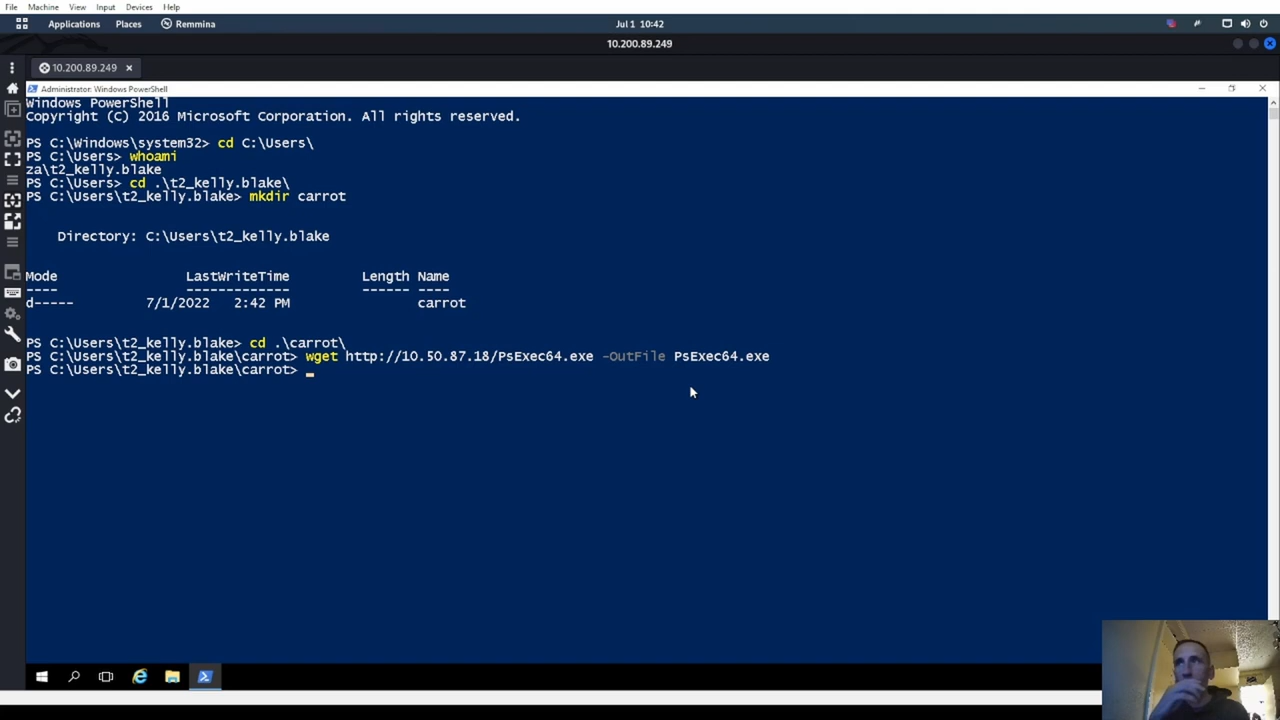 File Machine View Input Devices Help
Applications Places Remmina Jul 1 10:42
10.200.89.249
10.200.89.249
Administrator: Windows PowerShell
Windows PowerShell
Copyright (C) 2016 Microsoft Corporation. All rights reserved.
PS C:\Windows\system32> cd C:\Users\
PS C:\Users> whoami
za\t2_kelly.blake
PS C:\Users> cd .\t2_kelly.blake\
PS C:\Users\t2_kelly.blake> mkdir carrot
Directory: C:\Users\t2_kelly.blake
Mode LastWriteTime Length Name
---- ------------- ------ ----
d----- 7/1/2022 2:42 PM carrot
PS C:\Users\t2_kelly.blake> cd .\carrot\
PS C:\Users\t2_kelly.blake\carrot> wget http://10.50.87.18/PsExec64.exe -OutFile PsExec64.exe
PS C:\Users\t2_kelly.blake\carrot> _